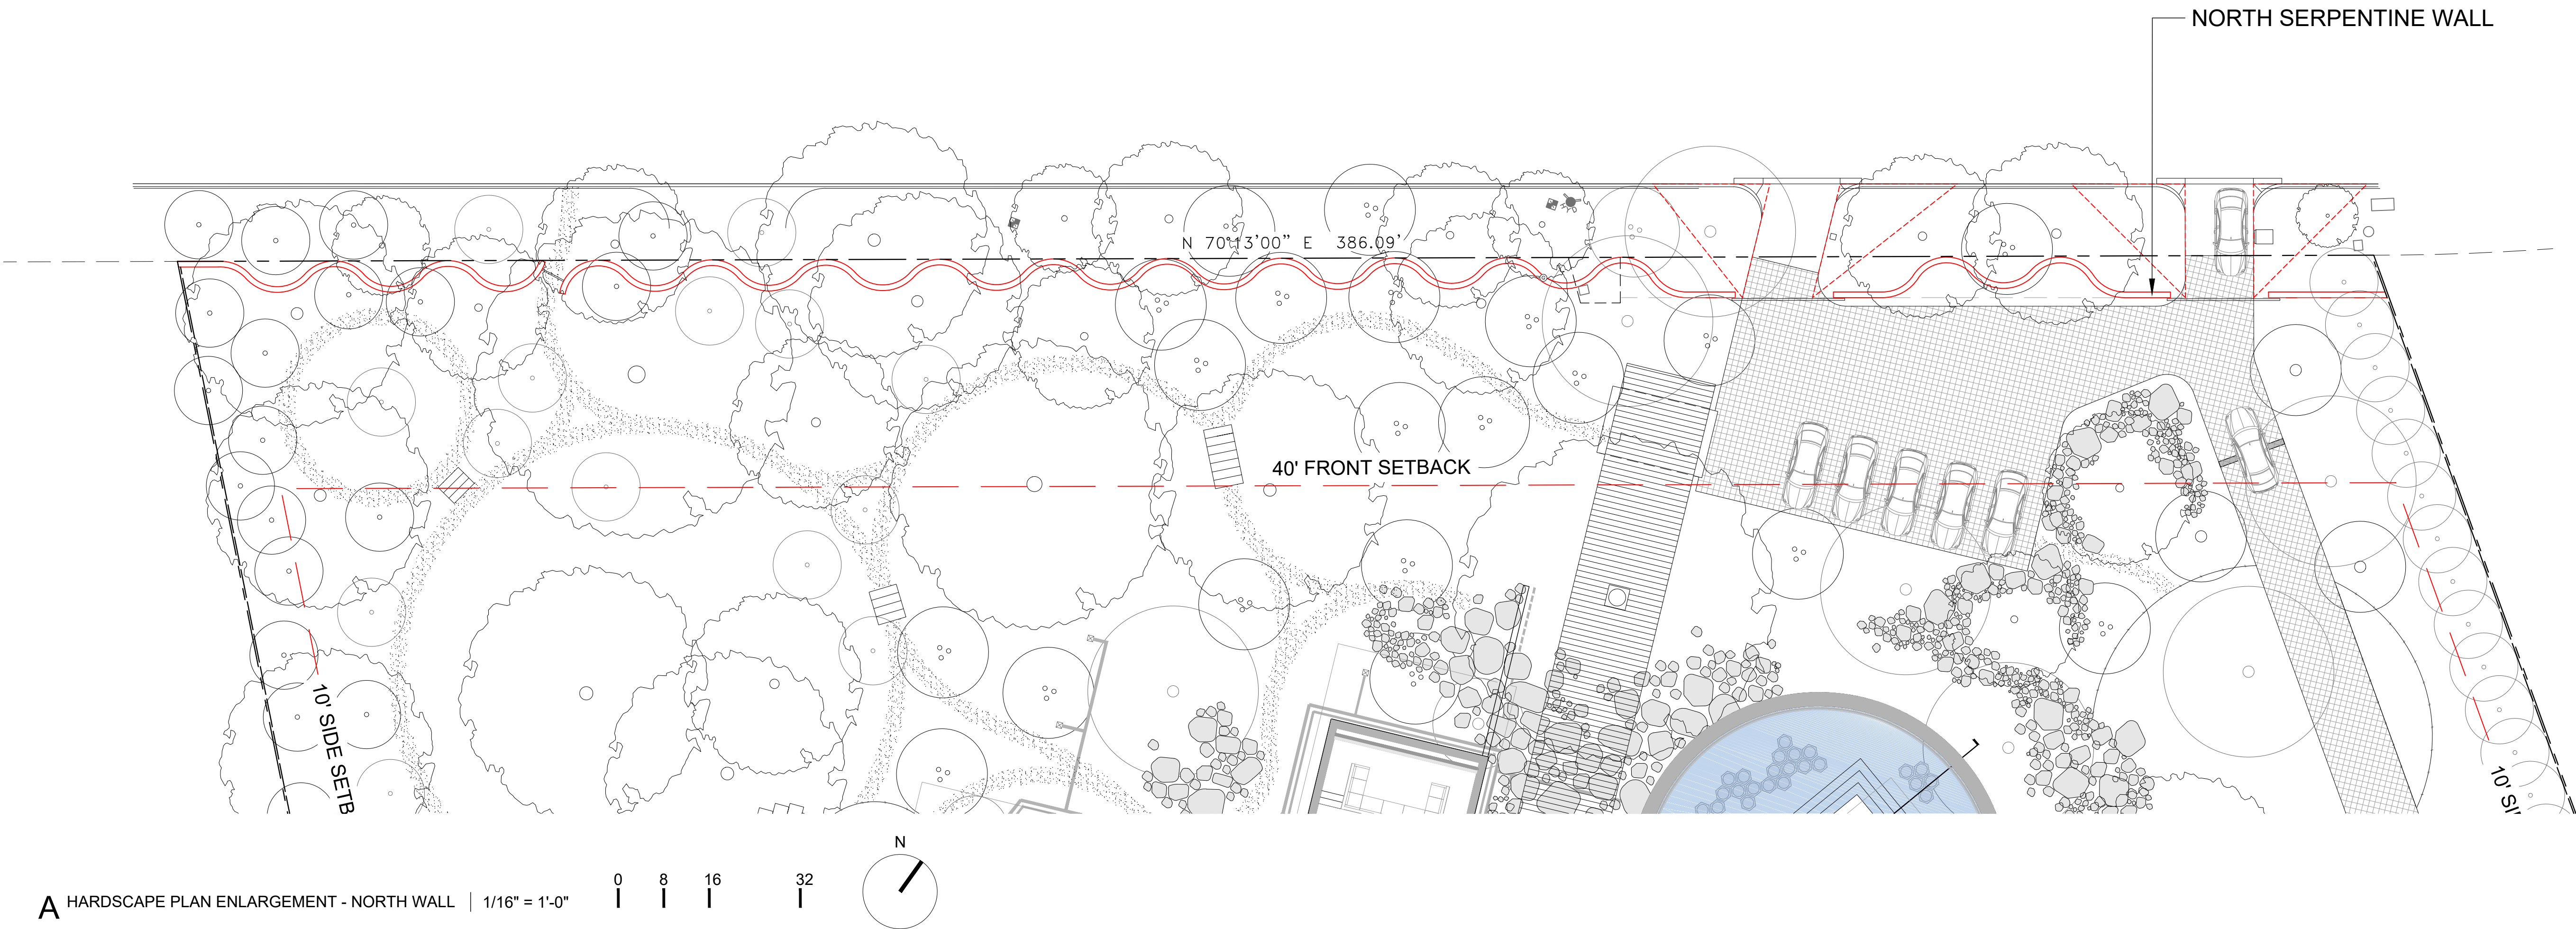 NORTH SERPENTINE WALL
N 70°13'00" E 386.09'
40' FRONT SETBACK
10' SIDE SETB
10' SI
N
0 8 16 32
A HARDSCAPE PLAN ENLARGEMENT - NORTH WALL | 1/16" = 1'-0"